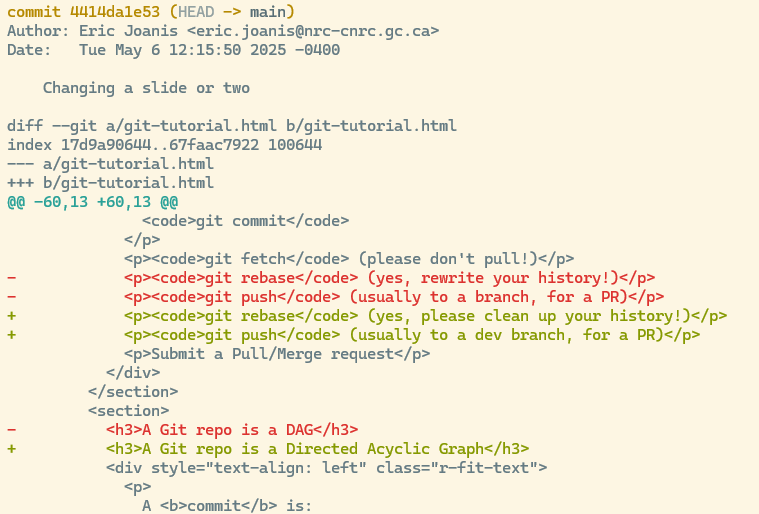 commit 4414da1e53 (HEAD -> main)
Author: Eric Joanis <eric.joanis@nrc-cnrc.gc.ca>
Date:   Tue May 6 12:15:50 2025 -0400

    Changing a slide or two

diff --git a/git-tutorial.html b/git-tutorial.html
index 17d9a90644..67faac7922 100644
--- a/git-tutorial.html
+++ b/git-tutorial.html
@@ -60,13 +60,13 @@
               <code>git commit</code>
             </p>
             <p><code>git fetch</code> (please don't pull!)</p>
-            <p><code>git rebase</code> (yes, rewrite your history!)</p>
-            <p><code>git push</code> (usually to a branch, for a PR)</p>
+            <p><code>git rebase</code> (yes, please clean up your history!)</p>
+            <p><code>git push</code> (usually to a dev branch, for a PR)</p>
             <p>Submit a Pull/Merge request</p>
           </div>
         </section>
         <section>
-          <h3>A Git repo is a DAG</h3>
+          <h3>A Git repo is a Directed Acyclic Graph</h3>
           <div style="text-align: left" class="r-fit-text">
             <p>
               A <b>commit</b> is: